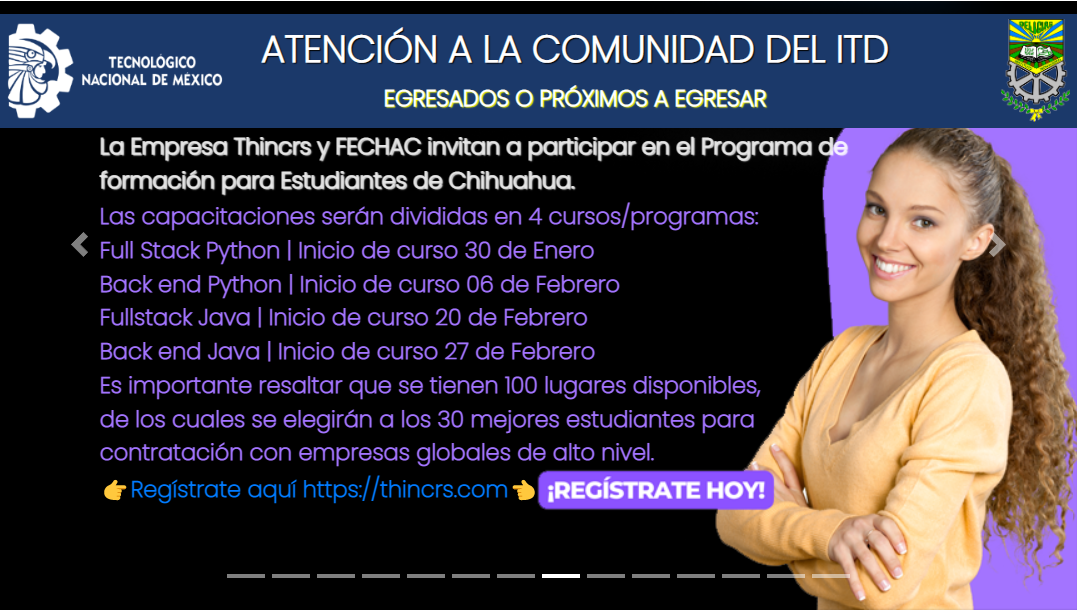 TECNOLÓGICO
NACIONAL DE MÉXICO
ATENCIÓN A LA COMUNIDAD DEL ITD
EGRESADOS O PRÓXIMOS A EGRESAR
La Empresa Thincrs y FECHAC invitan a participar en el Programa de
formación para Estudiantes de Chihuahua.
Las capacitaciones serán divididas en 4 cursos/programas:
Full Stack Python | Inicio de curso 30 de Enero
Back end Python | Inicio de curso 06 de Febrero
Fullstack Java | Inicio de curso 20 de Febrero
Back end Java | Inicio de curso 27 de Febrero
Es importante resaltar que se tienen 100 lugares disponibles,
de los cuales se elegirán a los 30 mejores estudiantes para
contratación con empresas globales de alto nivel.
👉Regístrate aquí https://thincrs.com👈 ¡REGÍSTRATE HOY!